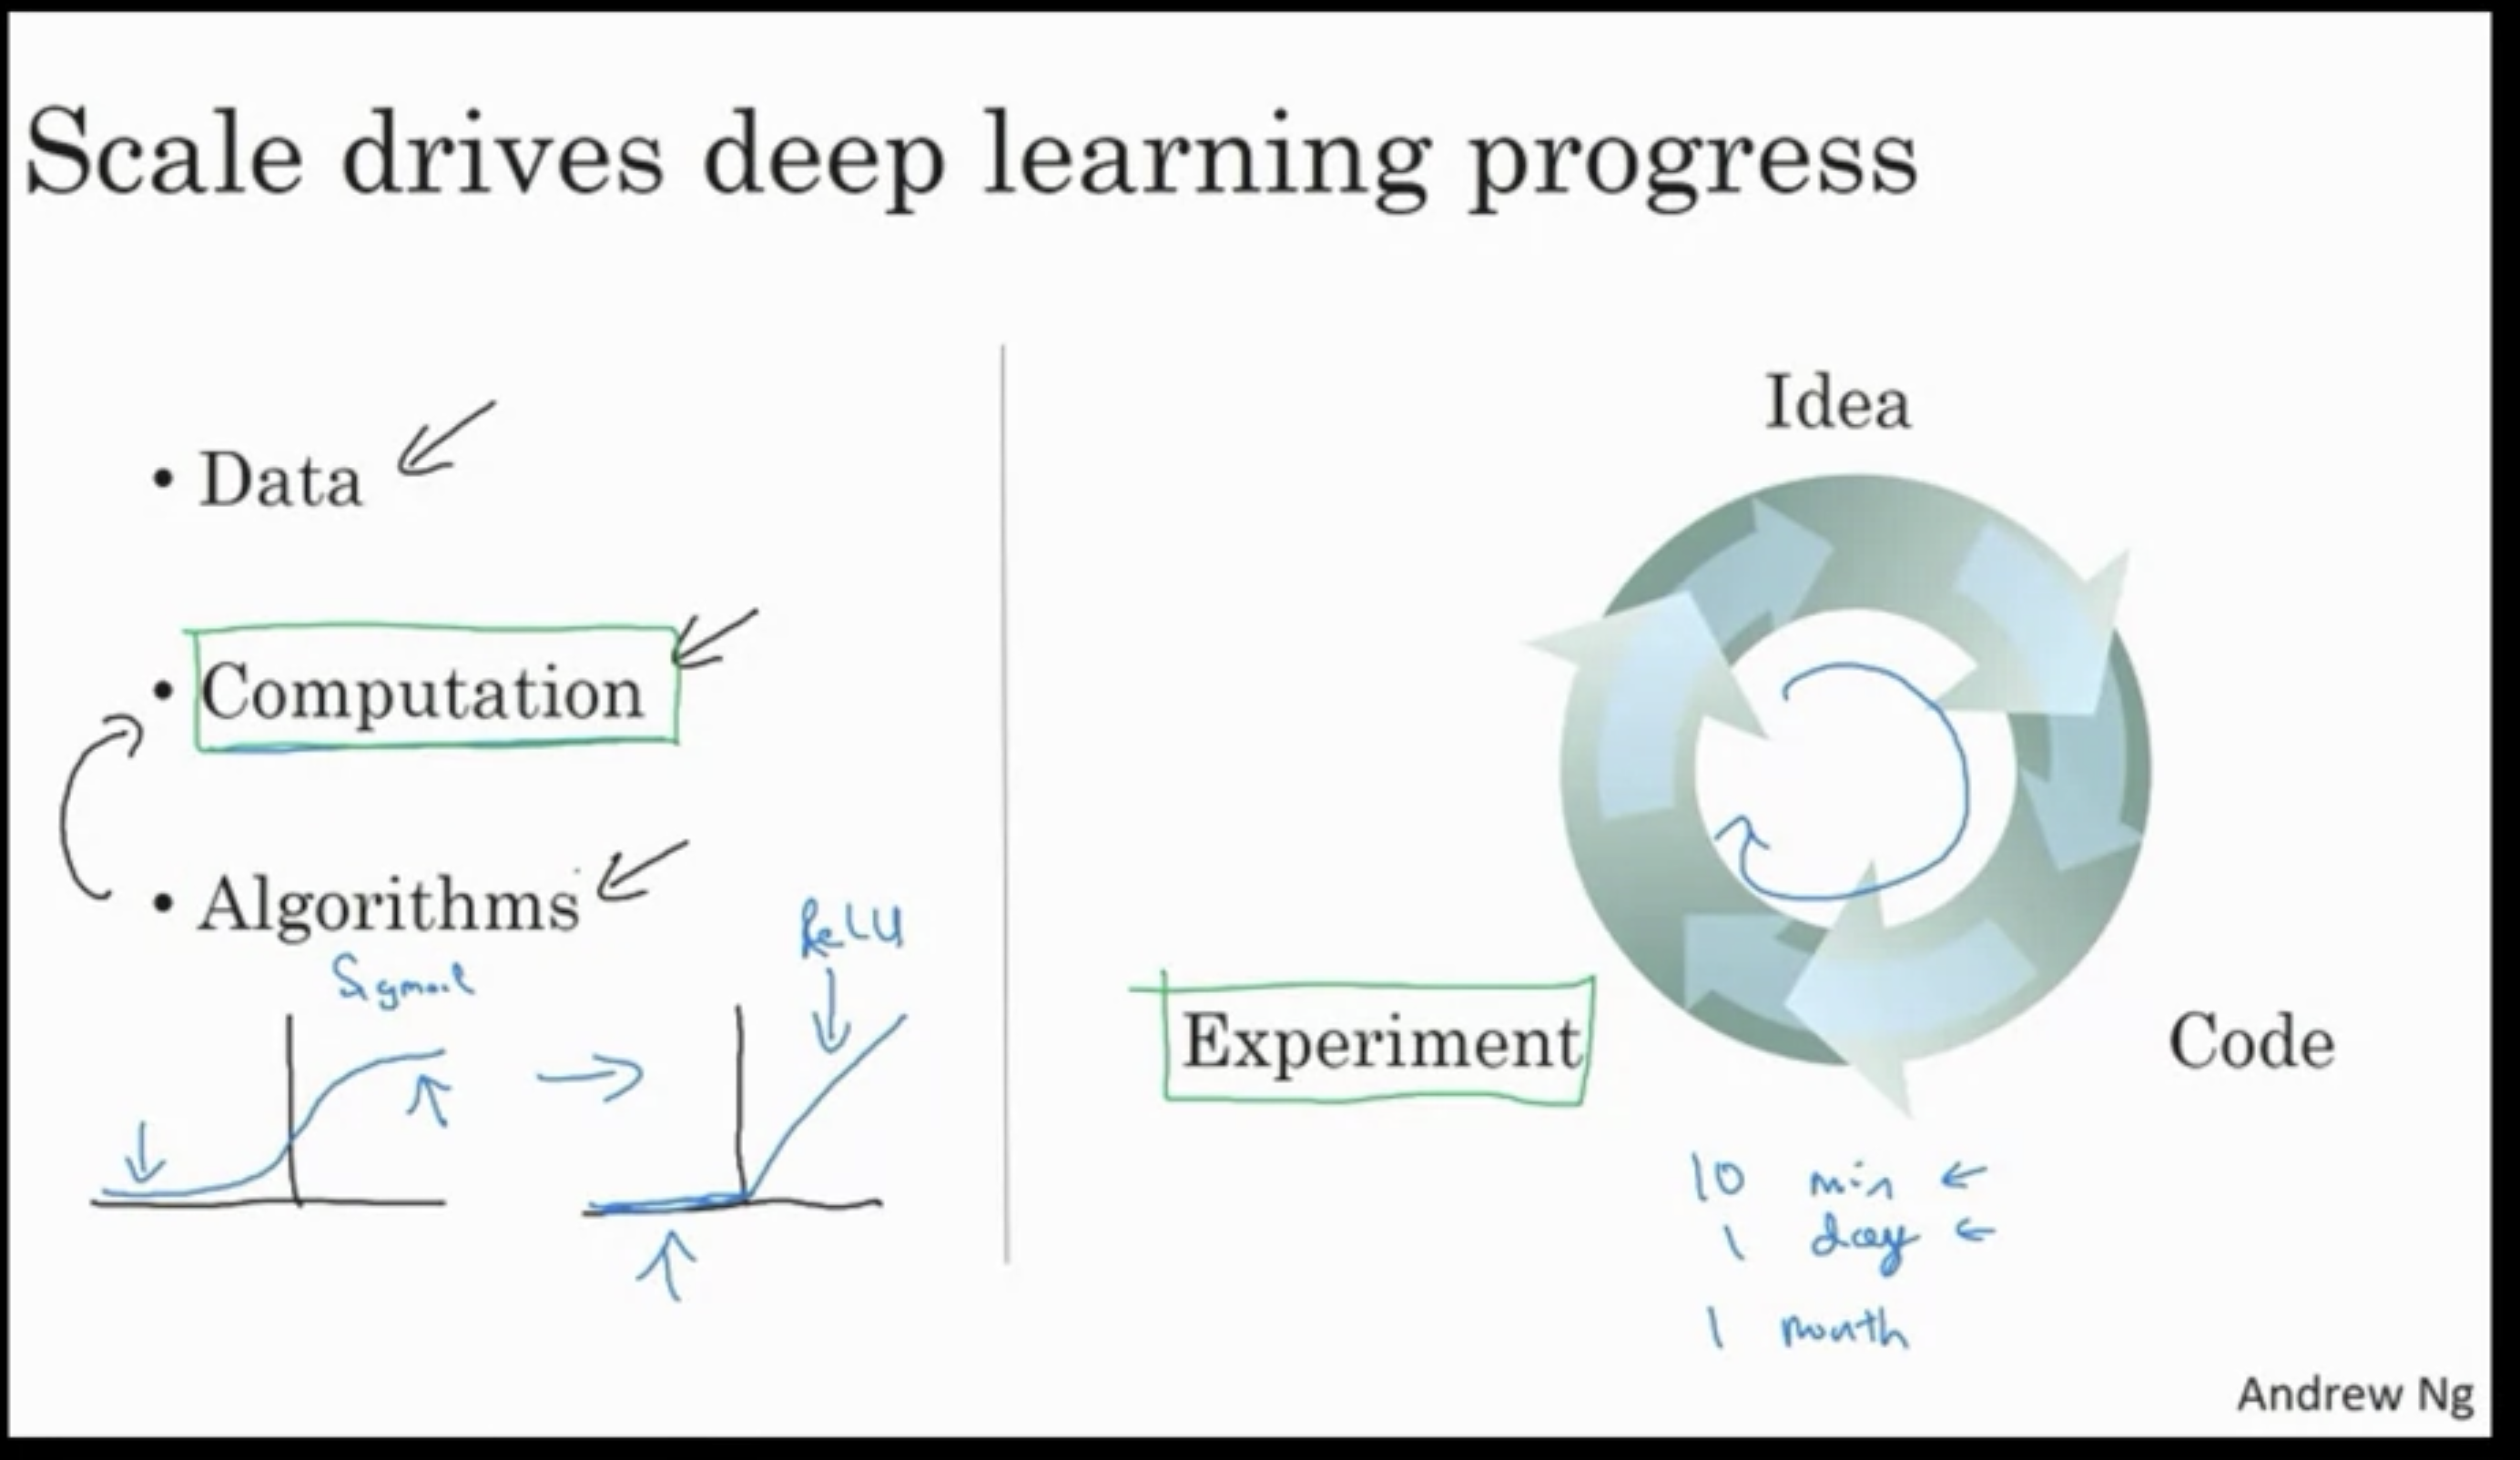 Scale drives deep learning progress
• Data
• Computation
• Algorithms
ReLU
Idea
Experiment
Code
10 min
1 day
1 month
Andrew Ng